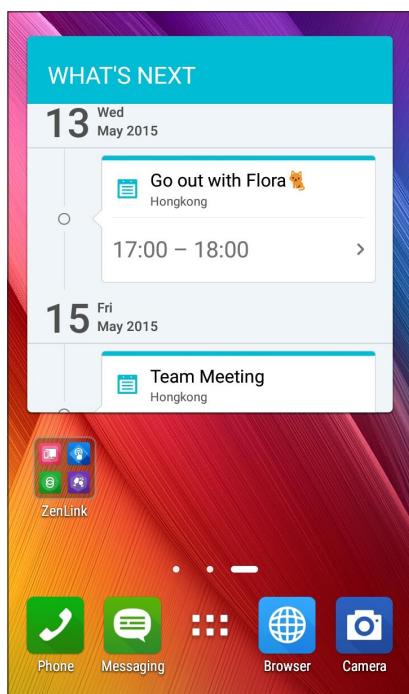 WHAT'S NEXT
13 Wed
May 2015
Go out with Flora🐈
Hongkong
17:00 – 18:00
15 Fri
May 2015
Team Meeting
Hongkong
ZenLink
Phone Messaging Browser Camera